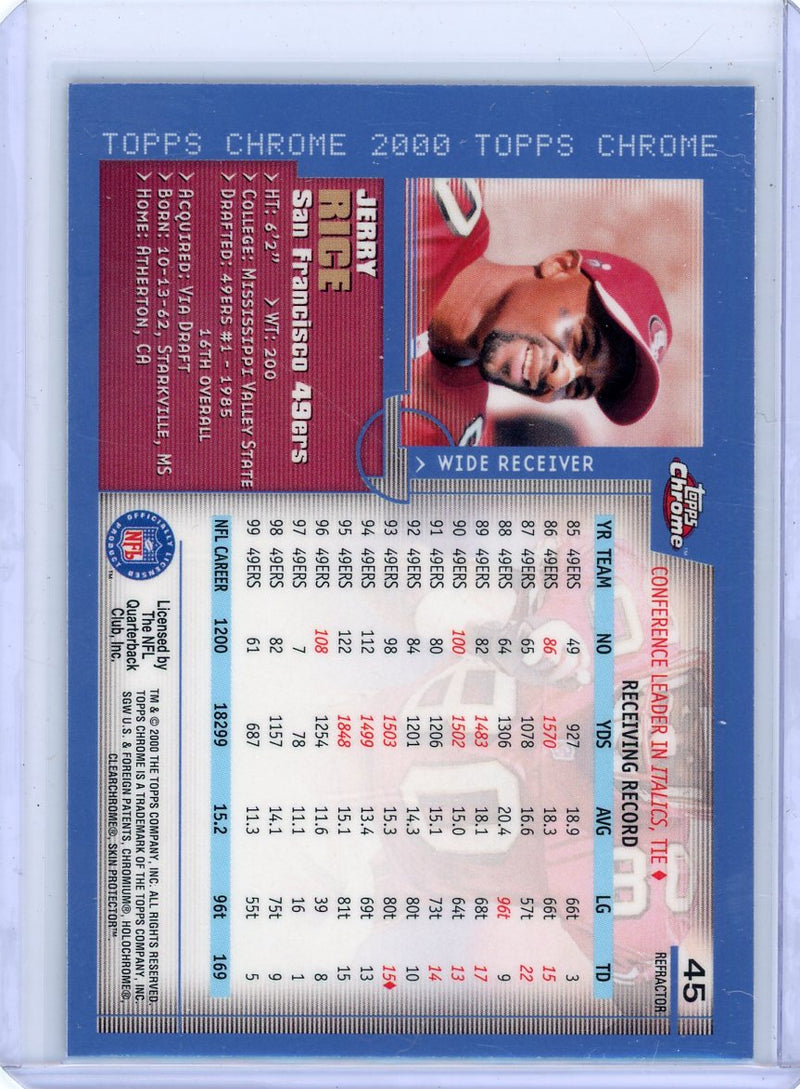 TOPPS CHROME 2000 TOPPS CHROME
45
REFRACTOR
Topps Chrome™
> WIDE RECEIVER
JERRY
RICE
San Francisco 49ers
> HT: 6'2" > WT: 200
> COLLEGE: MISSISSIPPI VALLEY STATE
> DRAFTED: 49ERS #1 - 1985
16TH OVERALL
> ACQUIRED: VIA DRAFT
> BORN: 10-13-62, STARKVILLE, MS
> HOME: ATHERTON, CA
CONFERENCE LEADER IN ITALICS, TIE ♦
RECEIVING RECORD
YR TEAM NO YDS AVG LG TD
85 49ERS 49 927 18.9 66t 3
86 49ERS 86 1570 18.3 66t 15
87 49ERS 65 1078 16.6 57t 22
88 49ERS 64 1306 20.4 96t 9
89 49ERS 82 1483 18.1 68t 17
90 49ERS 100 1502 15.0 64t 13
91 49ERS 80 1206 15.1 73t 14
92 49ERS 84 1201 14.3 80t 10
93 49ERS 98 1503 15.3 80t 15♦
94 49ERS 112 1499 13.4 69t 13
95 49ERS 122 1848 15.1 81t 15
96 49ERS 108 1254 11.6 39 8
97 49ERS 7 78 11.1 16 1
98 49ERS 82 1157 14.1 75t 9
99 49ERS 61 687 11.3 55t 5
NFL CAREER 1200 18299 15.2 96t 169
OFFICIALLY LICENSED PRODUCT
NFL
™
Licensed by
The NFL
Quarterback
Club, Inc.
TM & © 2000 THE TOPPS COMPANY, INC. ALL RIGHTS RESERVED.
TOPPS CHROME IS A TRADEMARK OF THE TOPPS COMPANY, INC.
SGW U.S. & FOREIGN PATENTS, CHROMIUM®, HOLOCHROME®,
CLEARCHROME®, SKIN-PROTECTOR™.